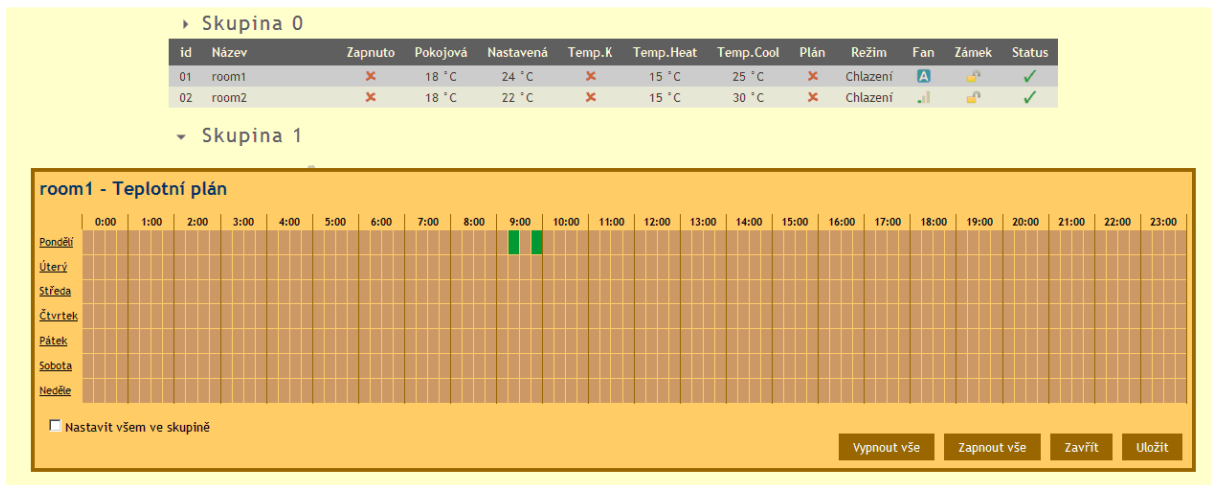 Skupina 0
id Název Zapnuto Pokojová Nastavená Temp.K Temp.Heat Temp.Cool Plán Režim Fan Zámek Status
01 room1 18 °C 24 °C 15 °C 25 °C Chlazení A
02 room2 18 °C 22 °C 15 °C 30 °C Chlazení
Skupina 1
room1 - Teplotní plán
0:00 1:00 2:00 3:00 4:00 5:00 6:00 7:00 8:00 9:00 10:00 11:00 12:00 13:00 14:00 15:00 16:00 17:00 18:00 19:00 20:00 21:00 22:00 23:00
Pondělí
Úterý
Středa
Čtvrtek
Pátek
Sobota
Neděle
Nastavit všem ve skupině
Vypnout vše Zapnout vše Zavřít Uložit